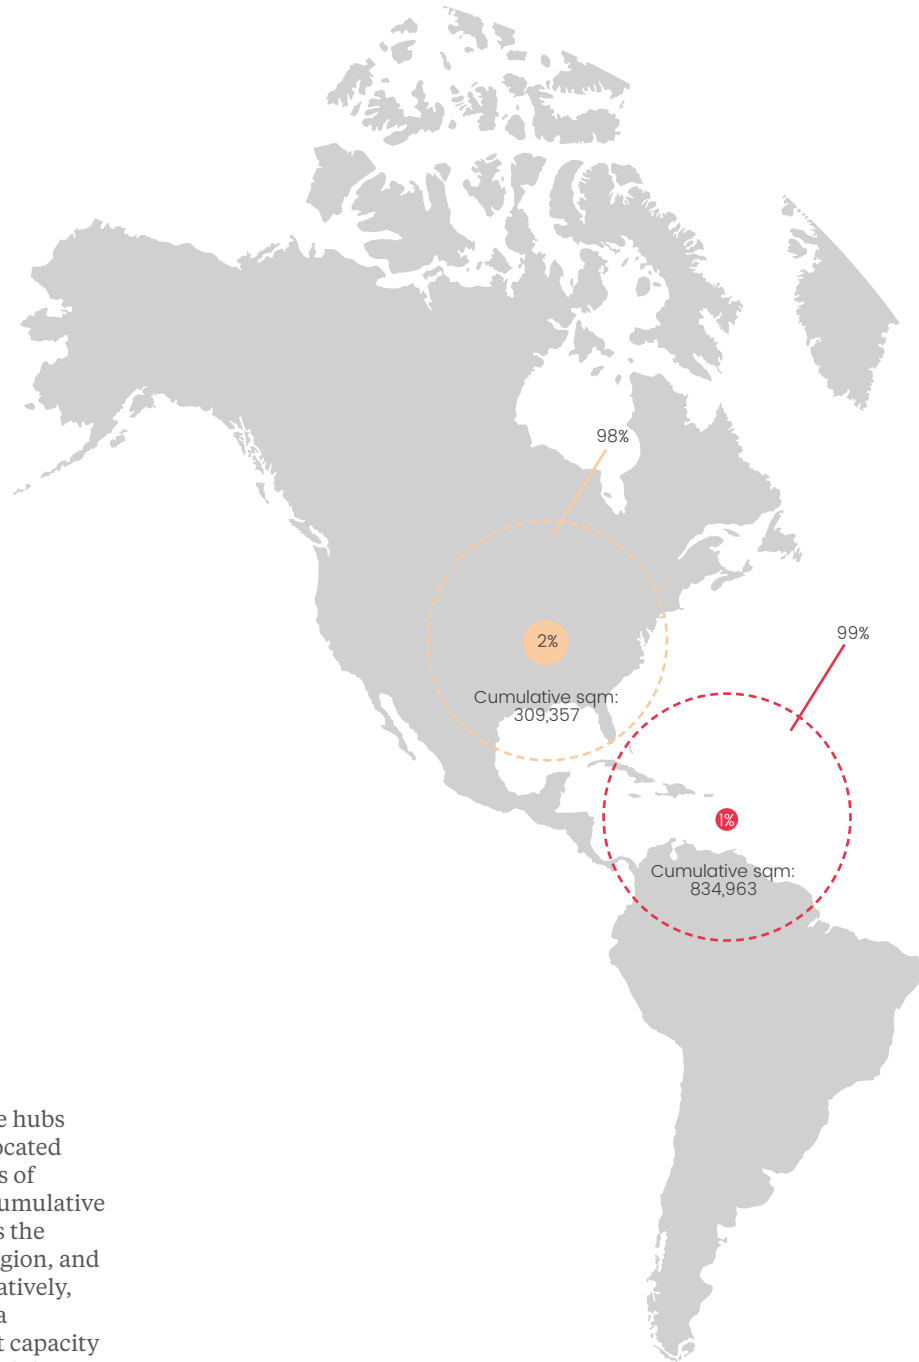 98%
2%
Cumulative sqm:
309,357
99%
1%
Cumulative sqm:
834,963
e hubs
ocated
s of
umulative
s the
gion, and
atively,
a
t capacity